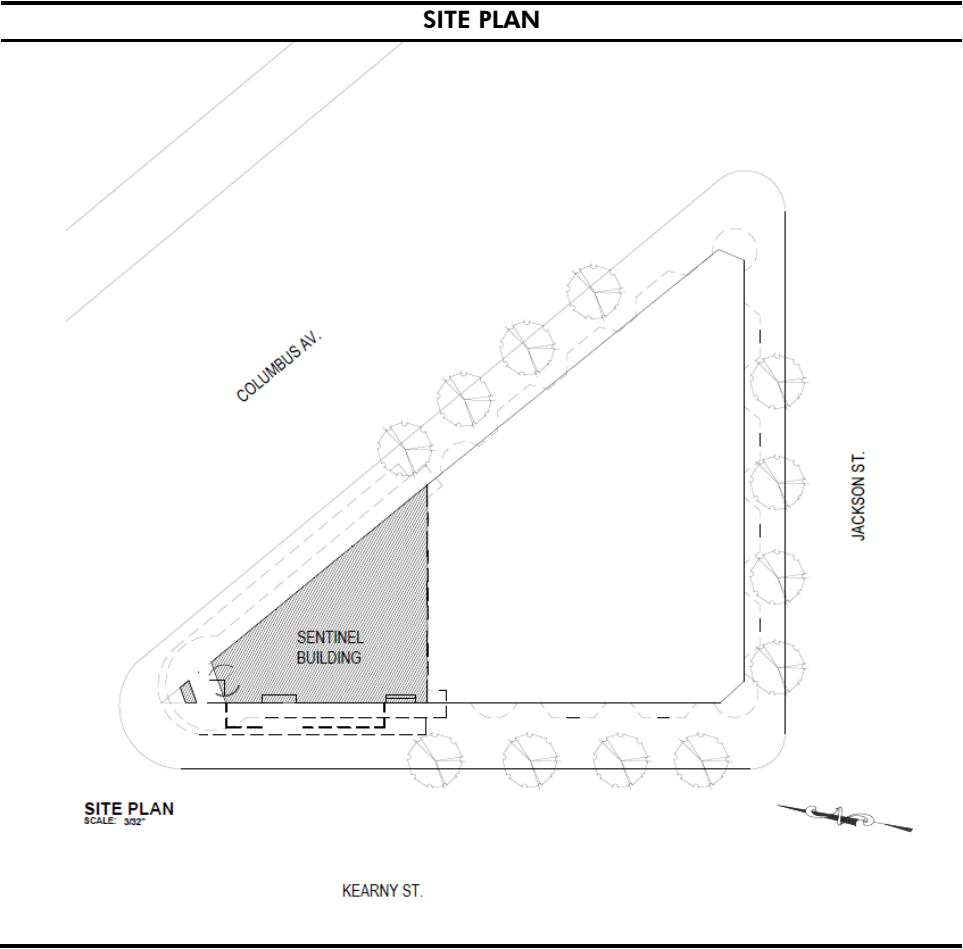 SITE PLAN
COLUMBUS AV.
JACKSON ST.
SENTINEL
BUILDING
SITE PLAN
SCALE: 3/32"
KEARNY ST.